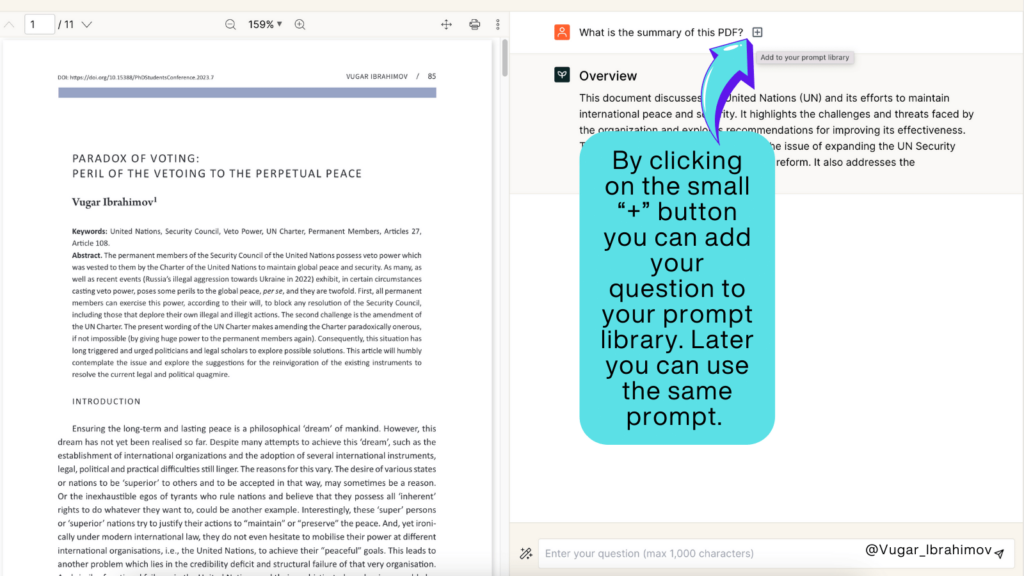 1 / 11
159%
DOI: https://doi.org/10.15388/PhDStudentsConference.2023.7
VUGAR IBRAHIMOV / 85
PARADOX OF VOTING:
PERIL OF THE VETOING TO THE PERPETUAL PEACE
Vugar Ibrahimov¹
Keywords: United Nations, Security Council, Veto Power, UN Charter, Permanent Members, Articles 27,
Article 108.
Abstract. The permanent members of the Security Council of the United Nations possess veto power which
was vested to them by the Charter of the United Nations to maintain global peace and security. As many, as
well as recent events (Russia's illegal aggression towards Ukraine in 2022) exhibit, in certain circumstances
casting veto power, poses some perils to the global peace, per se, and they are twofold. First, all permanent
members can exercise this power, according to their will, to block any resolution of the Security Council,
including those that deplore their own illegal and illegit actions. The second challenge is the amendment of
the UN Charter. The present wording of the UN Charter makes amending the Charter paradoxically onerous,
if not impossible (by giving huge power to the permanent members again). Consequently, this situation has
long triggered and urged politicians and legal scholars to explore possible solutions. This article will humbly
contemplate the issue and explore the suggestions for the reinvigoration of the existing instruments to
resolve the current legal and political quagmire.
INTRODUCTION
Ensuring the long-term and lasting peace is a philosophical 'dream' of mankind. However, this
dream has not yet been realised so far. Despite many attempts to achieve this 'dream', such as the
establishment of international organizations and the adoption of several international instruments,
legal, political and practical difficulties still linger. The reasons for this vary. The desire of various states
or nations to be 'superior' to others and to be accepted in that way, may sometimes be a reason.
Or the inexhaustible egos of tyrants who rule nations and believe that they possess all 'inherent'
rights to do whatever they want to, could be another example. Interestingly, these 'super' persons
or 'superior' nations try to justify their actions to "maintain" or "preserve" the peace. And, yet ironi-
cally under modern international law, they do not even hesitate to mobilise their power at different
international organisations, i.e., the United Nations, to achieve their "peaceful" goals. This leads to
another problem which lies in the credibility deficit and structural failure of that very organisation.
What is the summary of this PDF?
Add to your prompt library
Overview
This document discusses United Nations (UN) and its efforts to maintain
international peace and ity. It highlights the challenges and threats faced by
the organization and recommendations for improving its effectiveness.
he issue of expanding the UN Security
reform. It also addresses the
By clicking
on the small
“+” button
you can add
your
question to
your prompt
library. Later
you can use
the same
prompt.
Enter your question (max 1,000 characters)
@Vugar_Ibrahimov